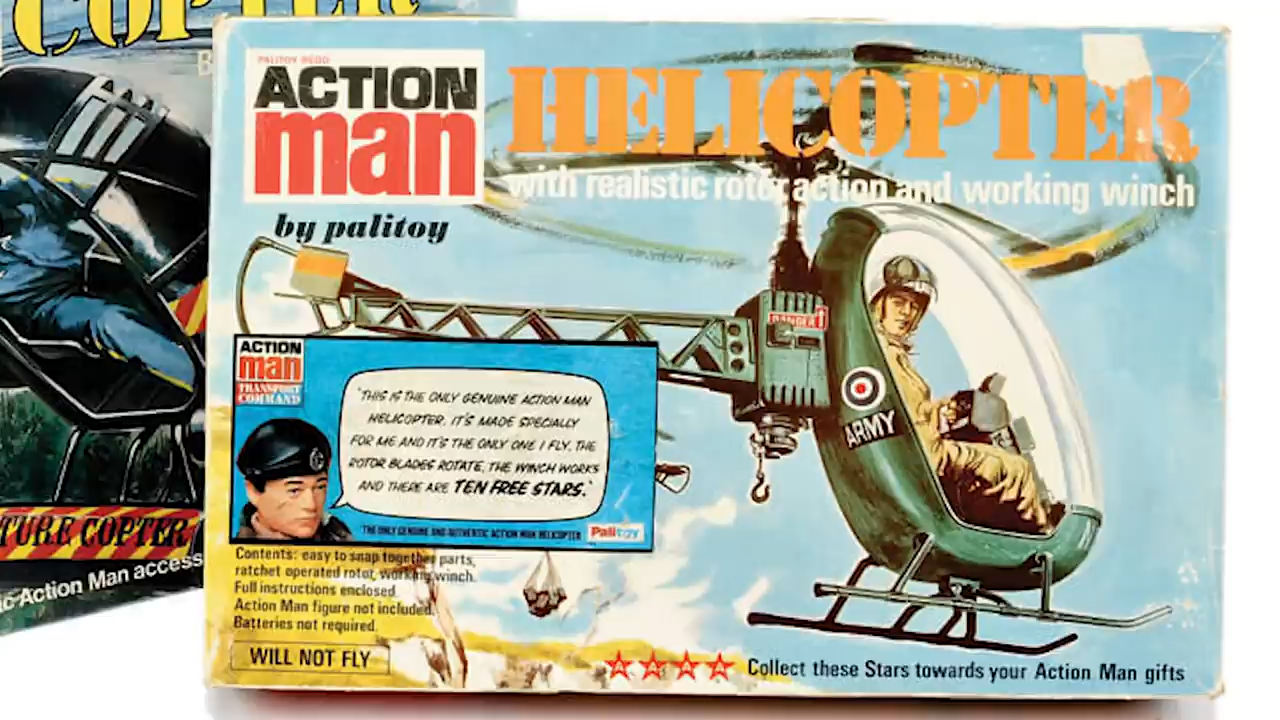 COPTER
TURE COPTER
ic Action Man access
PALITOY
ACTION
man
by palitoy
HELICOPTER
with realistic rotor action and working winch
DANGER!
ARMY
ACTION
man
TRANSPORT
COMMAND
"THIS IS THE ONLY GENUINE ACTION MAN
HELICOPTER. IT'S MADE SPECIALLY
FOR ME AND IT'S THE ONLY ONE I FLY. THE
ROTOR BLADES ROTATE, THE WINCH WORKS
AND THERE ARE TEN FREE STARS."
THE ONLY GENUINE AND AUTHENTIC ACTION MAN HELICOPTER
Palitoy
Contents: easy to snap together parts,
ratchet operated rotor, working winch.
Full instructions enclosed.
Action Man figure not included.
Batteries not required.
WILL NOT FLY
A A A A Collect these Stars towards your Action Man gifts